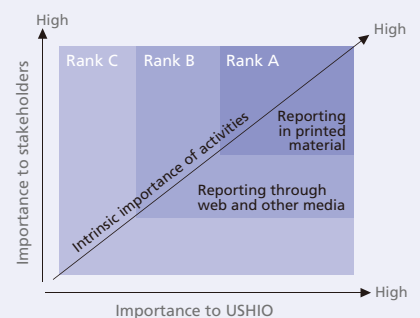 High
High
Rank C
Rank B
Rank A
Importance to stakeholders
Intrinsic importance of activities
Reporting
in printed
material
Reporting through
web and other media
High
Importance to USHIO